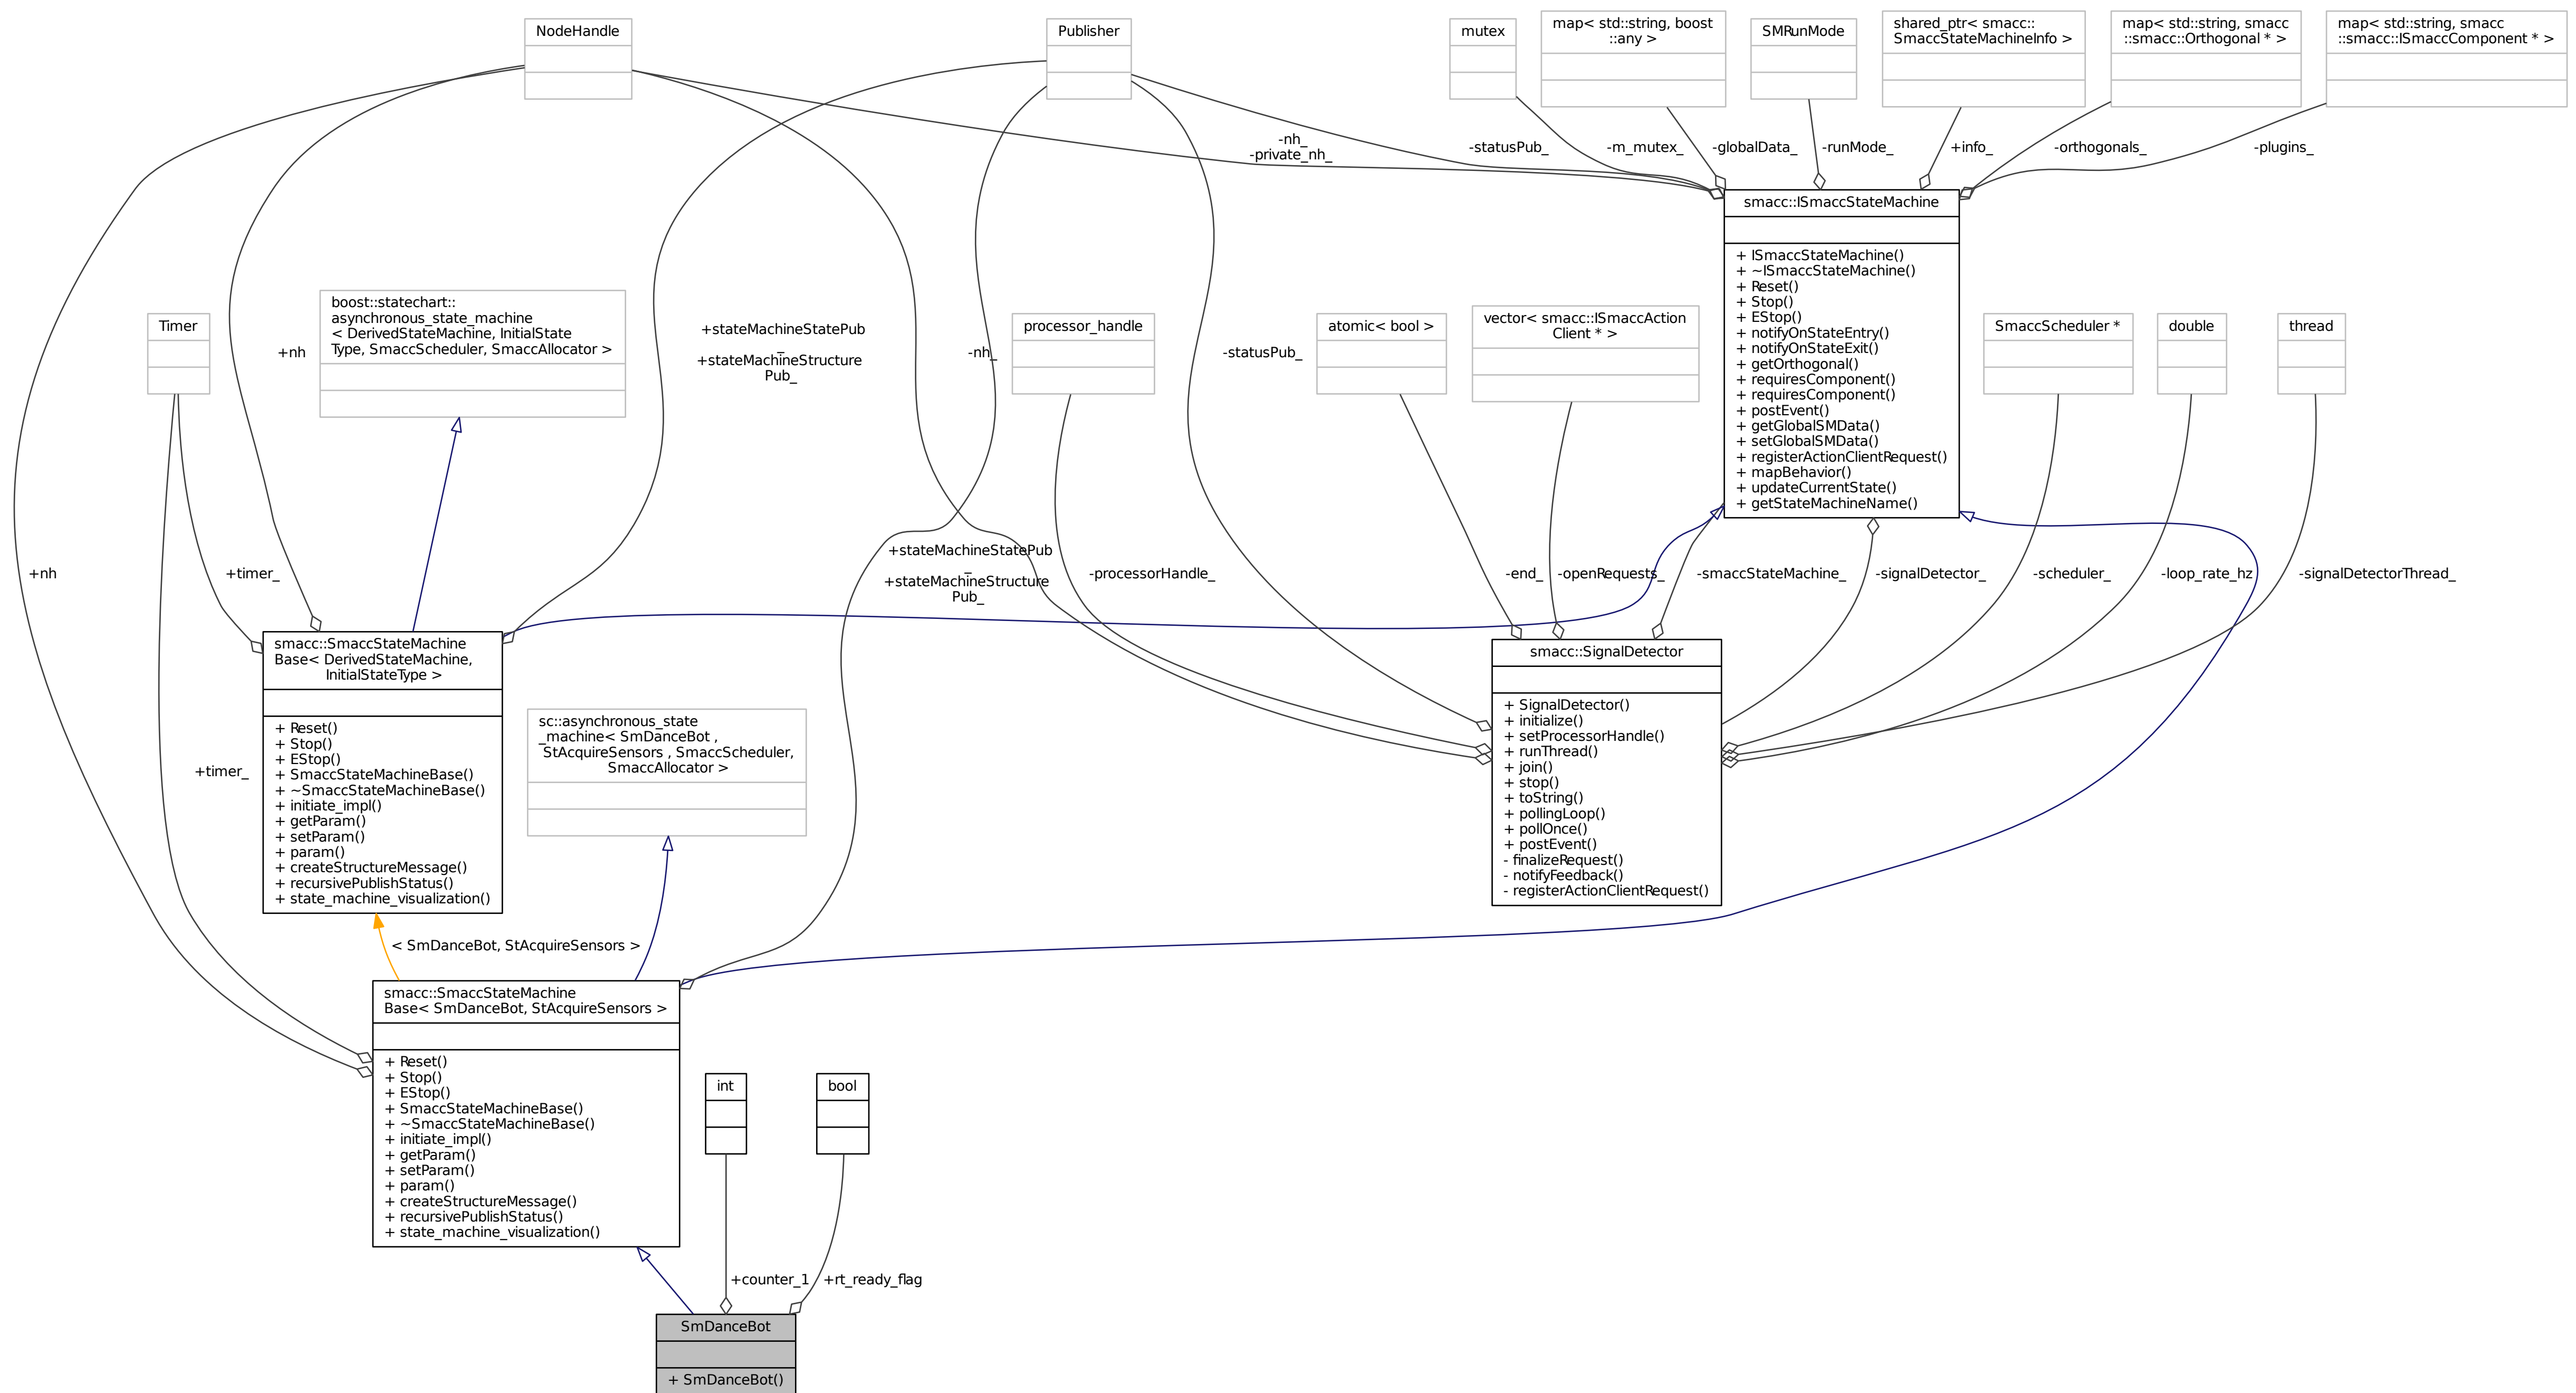 NodeHandle
Publisher
mutex
map< std::string, boost
::any >
SMRunMode
shared_ptr< smacc::
SmaccStateMachineInfo >
map< std::string, smacc
::smacc::Orthogonal * >
map< std::string, smacc
::smacc::ISmaccComponent * >
-nh_
-private_nh_
-statusPub_
-m_mutex_
-globalData_
-runMode_
+info_
-orthogonals_
-plugins_
smacc::ISmaccStateMachine
+ ISmaccStateMachine()
+ ~ISmaccStateMachine()
+ Reset()
+ Stop()
+ EStop()
+ notifyOnStateEntry()
+ notifyOnStateExit()
+ getOrthogonal()
+ requiresComponent()
+ requiresComponent()
+ postEvent()
+ getGlobalSMData()
+ setGlobalSMData()
+ registerActionClientRequest()
+ mapBehavior()
+ updateCurrentState()
+ getStateMachineName()
Timer
+nh
boost::statechart::
asynchronous_state_machine
< DerivedStateMachine, InitialState
Type, SmaccScheduler, SmaccAllocator >
+stateMachineStatePub
_
+stateMachineStructure
Pub_
-nh_
processor_handle
-statusPub_
atomic< bool >
vector< smacc::ISmaccAction
Client * >
SmaccScheduler *
double
thread
+nh
+timer_
+stateMachineStatePub
_
+stateMachineStructure
Pub_
-processorHandle_
-end_
-openRequests_
-smaccStateMachine_
-signalDetector_
-scheduler_
-loop_rate_hz
-signalDetectorThread_
smacc::SmaccStateMachine
Base< DerivedStateMachine,
InitialStateType >
+ Reset()
+ Stop()
+ EStop()
+ SmaccStateMachineBase()
+ ~SmaccStateMachineBase()
+ initiate_impl()
+ getParam()
+ setParam()
+ param()
+ createStructureMessage()
+ recursivePublishStatus()
+ state_machine_visualization()
smacc::SignalDetector
+ SignalDetector()
+ initialize()
+ setProcessorHandle()
+ runThread()
+ join()
+ stop()
+ toString()
+ pollingLoop()
+ pollOnce()
+ postEvent()
- finalizeRequest()
- notifyFeedback()
- registerActionClientRequest()
+timer_
sc::asynchronous_state
_machine< SmDanceBot ,
StAcquireSensors , SmaccScheduler,
SmaccAllocator >
< SmDanceBot, StAcquireSensors >
smacc::SmaccStateMachine
Base< SmDanceBot, StAcquireSensors >
+ Reset()
+ Stop()
+ EStop()
+ SmaccStateMachineBase()
+ ~SmaccStateMachineBase()
+ initiate_impl()
+ getParam()
+ setParam()
+ param()
+ createStructureMessage()
+ recursivePublishStatus()
+ state_machine_visualization()
int
bool
+counter_1
+rt_ready_flag
SmDanceBot
+ SmDanceBot()